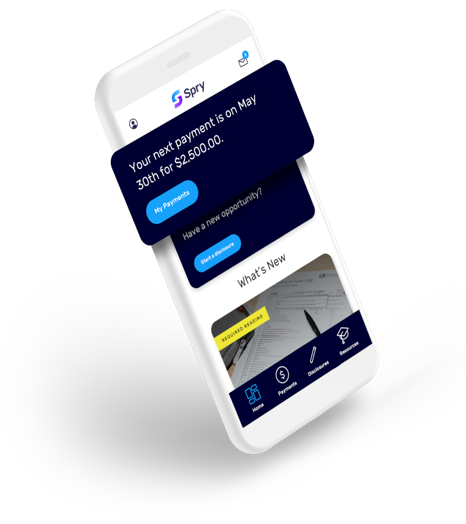 Spry
Your next payment is on May
30th for $2,500.00.
My Payments
Have a new opportunity?
Start a disclosure
What's New
REQUIRED READING
Home
Payments
Disclosures
Resources